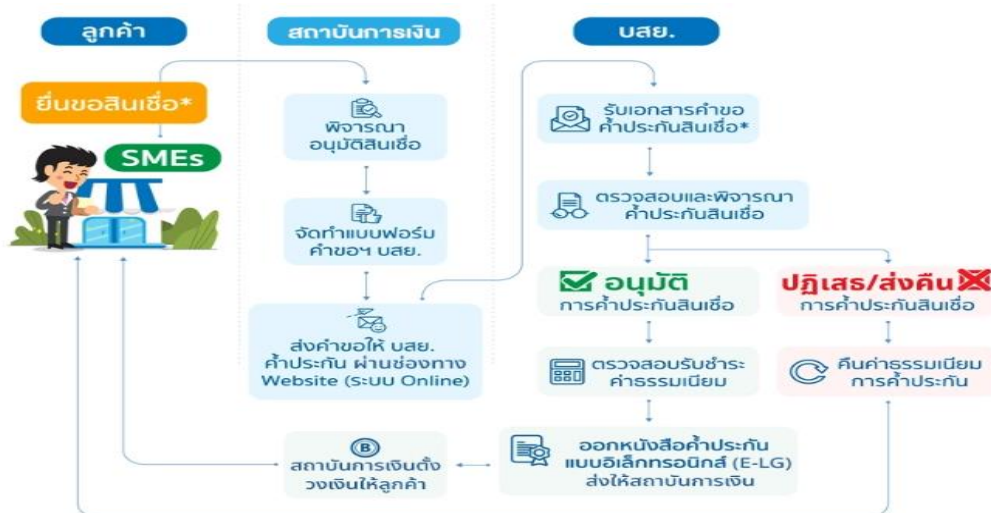 ลูกค้า
สถาบันการเงิน
บสย.
ยื่นขอสินเชื่อ*
SMEs
พิจารณา
อนุมัติสินเชื่อ
จัดทำแบบฟอร์ม
คำขอฯ บสย.
ส่งคำขอให้ บสย.
ค้ำประกัน ผ่านช่องทาง
Website (ระบบ Online)
รับเอกสารคำขอ
ค้ำประกันสินเชื่อ*
ตรวจสอบและพิจารณา
ค้ำประกันสินเชื่อ
อนุมัติ
การค้ำประกันสินเชื่อ
ปฏิเสธ/ส่งคืน
การค้ำประกันสินเชื่อ
ตรวจสอบรับชำระ
ค่าธรรมเนียม
คืนค่าธรรมเนียม
การค้ำประกัน
ออกหนังสือค้ำประกัน
แบบอิเล็กทรอนิกส์ (E-LG)
ส่งให้สถาบันการเงิน
B
สถาบันการเงินตั้ง
วงเงินให้ลูกค้า